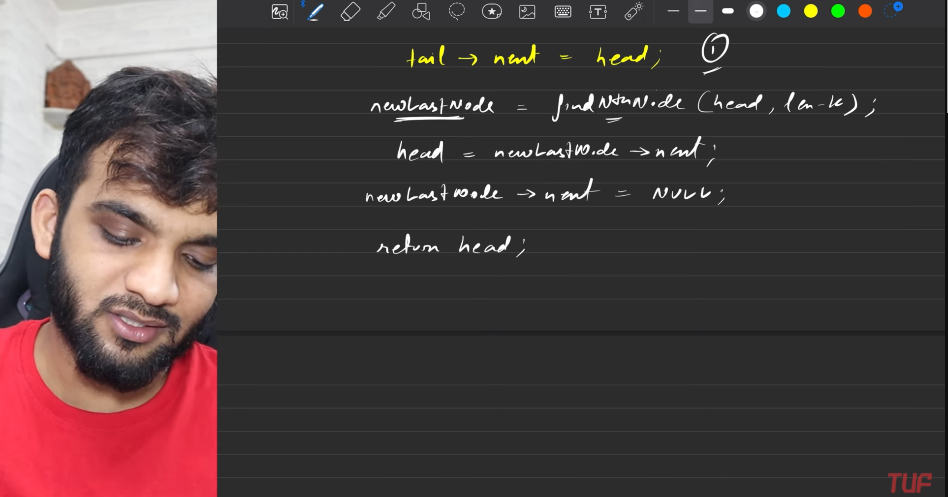 tail → next = head; ①
newLastNode = findNthNode (head, len-k);
head = newLastNode → next;
newLastNode → next = NULL;
return head;
TUF